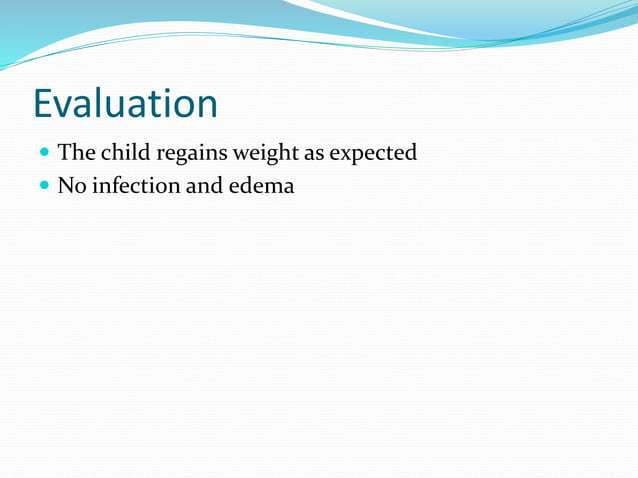 Evaluation
The child regains weight as expected
No infection and edema